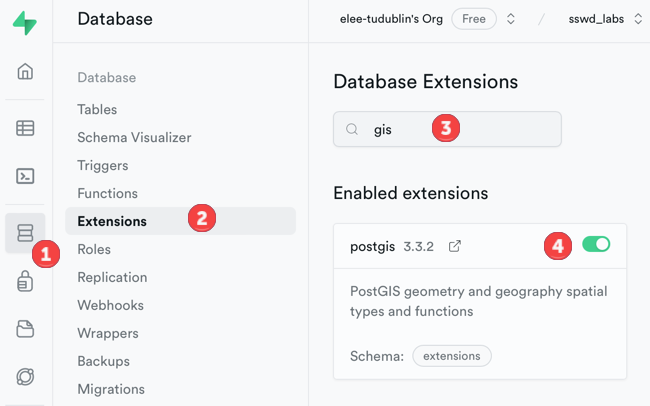 Database
elee-tudublin's Org Free / sswd_labs
Database
Tables
Schema Visualizer
Triggers
Functions
Extensions 2
Roles
1
Replication
Webhooks
Wrappers
Backups
Migrations
Database Extensions
gis 3
Enabled extensions
postgis 3.3.2 4
PostGIS geometry and geography spatial
types and functions
Schema: extensions